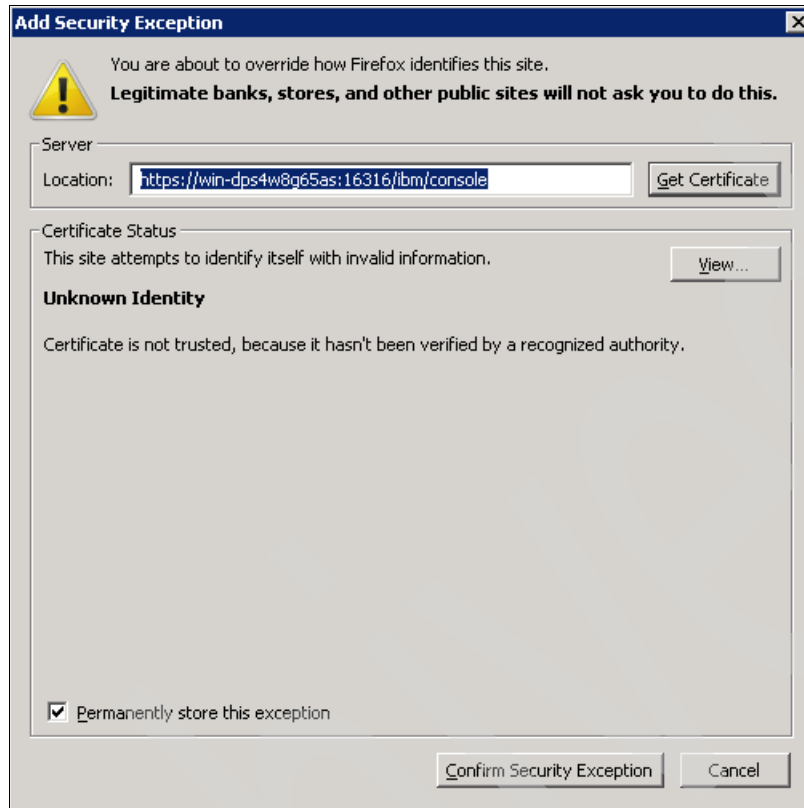 Add Security Exception
You are about to override how Firefox identifies this site.
Legitimate banks, stores, and other public sites will not ask you to do this.
Server
Location: https://win-dps4w8g65as:16316/ibm/console Get Certificate
Certificate Status
This site attempts to identify itself with invalid information.
View...
Unknown Identity
Certificate is not trusted, because it hasn't been verified by a recognized authority.
Permanently store this exception
Confirm Security Exception Cancel